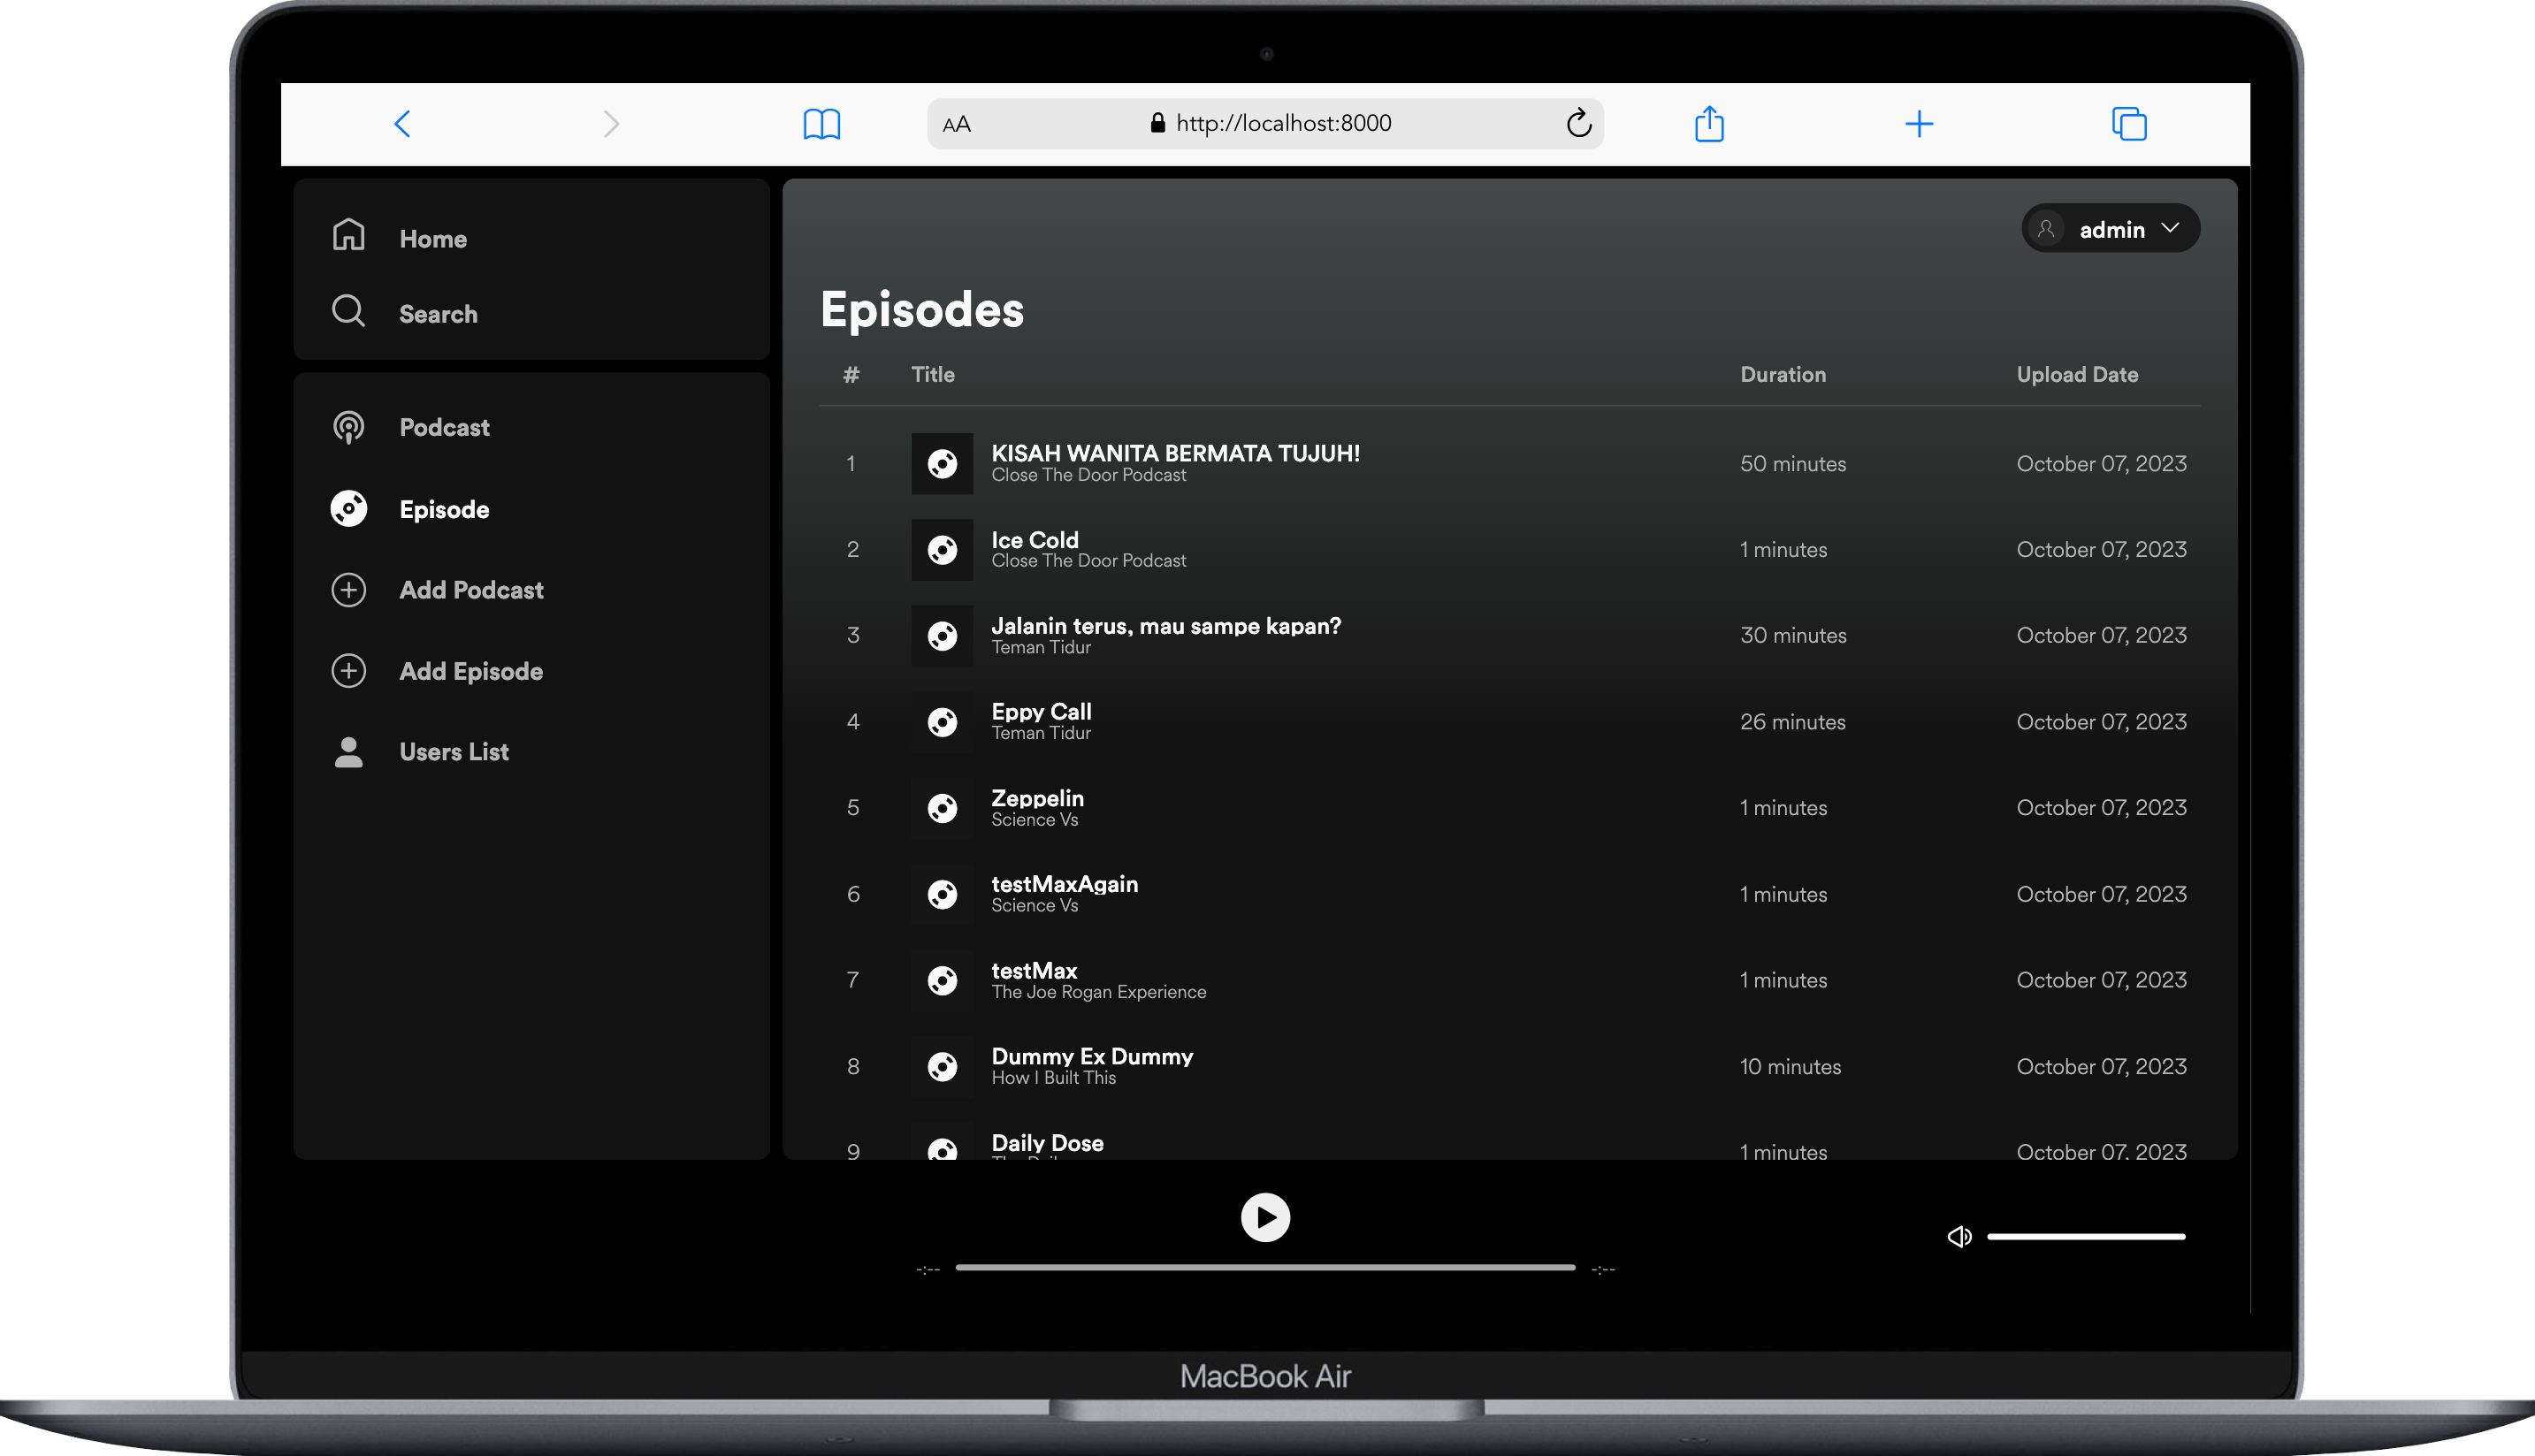 AA http://localhost:8000
Home
Search
Podcast
Episode
Add Podcast
Add Episode
Users List
admin
Episodes
# Title Duration Upload Date
1 KISAH WANITA BERMATA TUJUH! 50 minutes October 07, 2023
Close The Door Podcast
2 Ice Cold 1 minutes October 07, 2023
Close The Door Podcast
3 Jalanin terus, mau sampe kapan? 30 minutes October 07, 2023
Teman Tidur
4 Eppy Call 26 minutes October 07, 2023
Teman Tidur
5 Zeppelin 1 minutes October 07, 2023
Science Vs
6 testMaxAgain 1 minutes October 07, 2023
Science Vs
7 testMax 1 minutes October 07, 2023
The Joe Rogan Experience
8 Dummy Ex Dummy 10 minutes October 07, 2023
How I Built This
9 Daily Dose 1 minutes October 07, 2023
-:-- -:--
MacBook Air